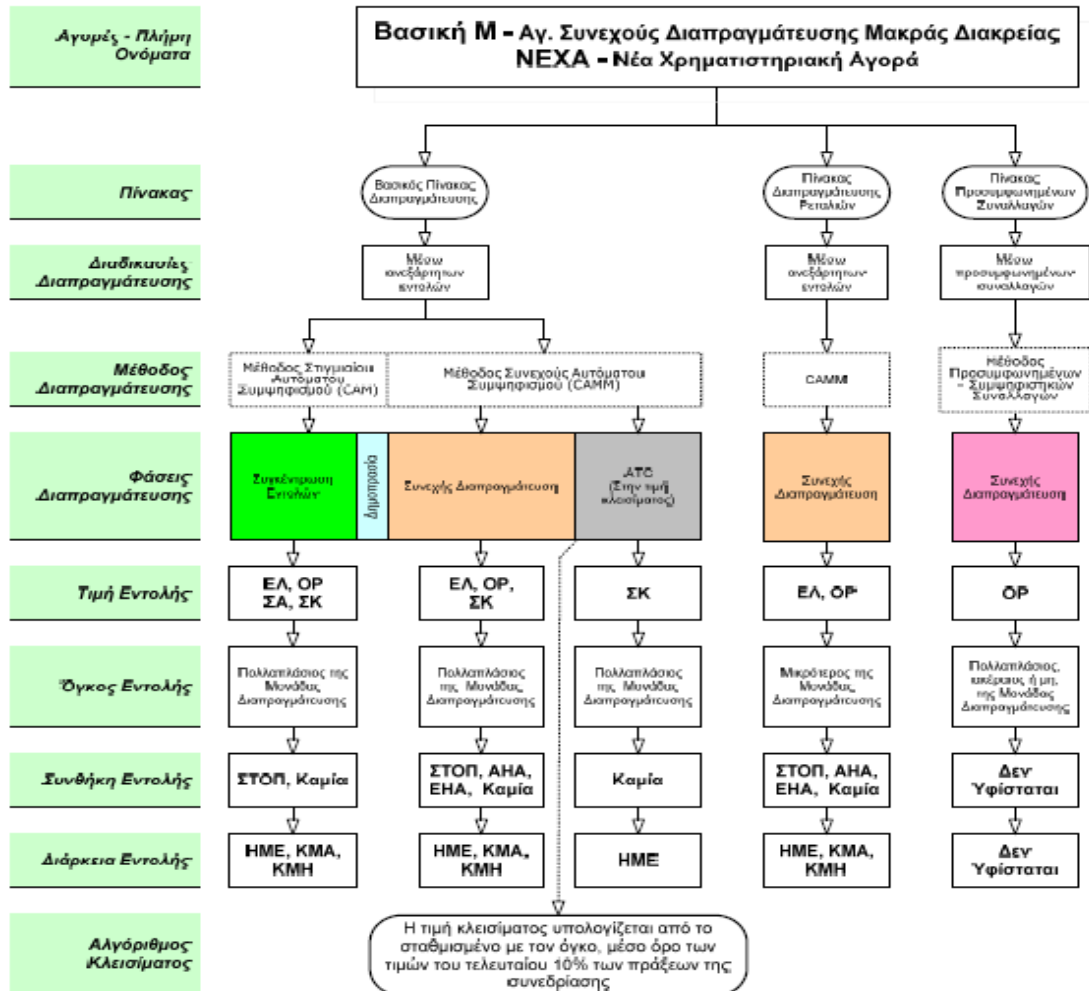 Αγορές - Πλήρη
Ονόματα
Βασική Μ - Αγ. Συνεχούς Διαπραγμάτευσης Μακράς Διακρείας
ΝΕΧΑ - Νέα Χρηματιστηριακή Αγορά
Πίνακας
Βασικός Πίνακας
Διαπραγμάτευσης
Πίνακας
Διαπραγμάτευσης
Ρεταλιών
Πίνακας
Προσυμφωνημένων
Συναλλαγών
Διαδικασίες
Διαπραγμάτευσης
Μέσω
ανεξάρτητων
εντολών
Μέσω
ανεξάρτητων
εντολών
Μέσω
προσυμφωνημένων
συναλλαγών
Μέθοδος
Διαπραγμάτευσης
Μέθοδος Στιγμιαίου
Αυτόματου
Συμψηφισμού (CAM)
Μέθοδος Συνεχούς Αυτόματου
Συμψηφισμού (CAMM)
CAMM
Μέθοδος
Προσυμφωνημένων
– Συμψηφιστικών
Συναλλαγών
Φάσεις
Διαπραγμάτευσης
Συγκέντρωση
Εντολών
Δημοπρασία
Συνεχής Διαπραγμάτευση
ATC
(Στην τιμή
κλεισίματος)
Συνεχής
Διαπραγμάτευση
Συνεχής
Διαπραγμάτευση
Τιμή Εντολής
ΕΛ, ΟΡ
ΣΑ, ΣΚ
ΕΛ, ΟΡ,
ΣΚ
ΣΚ
ΕΛ, ΟΡ
ΟΡ
Όγκος Εντολής
Πολλαπλάσιο της
Μονάδας
Διαπραγμάτευσης
Πολλαπλάσιο
της Μονάδας
Διαπραγμάτευσης
Πολλαπλάσιο
της Μονάδας
Διαπραγμάτευσης
Μικρότερος της
Μονάδας
Διαπραγμάτευσης
Πολλαπλάσιο,
ακέραιος ή μη,
της Μονάδας
Διαπραγμάτευσης
Συνθήκη Εντολής
ΣΤΟΠ, Καμία
ΣΤΟΠ, ΑΗΑ,
ΕΗΑ, Καμία
Καμία
ΣΤΟΠ, ΑΗΑ,
ΕΗΑ, Καμία
Δεν
Υφίσταται
Διάρκεια Εντολής
ΗΜΕ, ΚΜΑ,
ΚΜΗ
ΗΜΕ, ΚΜΑ,
ΚΜΗ
ΗΜΕ
ΗΜΕ, ΚΜΑ,
ΚΜΗ
Δεν
Υφίσταται
Αλγόριθμος
Κλεισίματος
Η τιμή κλεισίματος υπολογίζεται από το
σταθμισμένο με τον όγκο, μέσο όρο των
τιμών του τελευταίου 10% των πράξεων της
συνεδρίασης